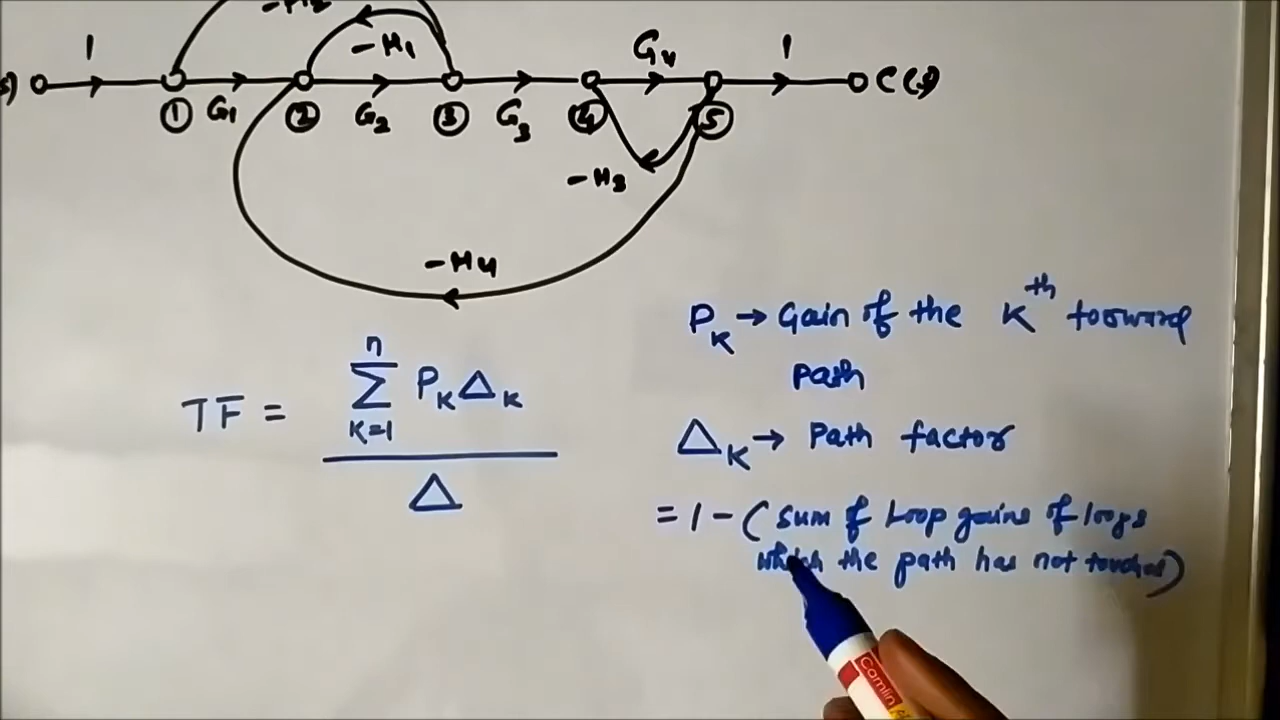 -H2
1
-H1
G4
1
s)
C(s)
1
G1
2
G2
3
G3
4
5
-H3
-H4
TF = n Σ K=1 PK ΔK / Δ
PK → Gain of the Kth forward
path
ΔK → Path factor
= 1 - ( sum of Loop gains of loops
which the path has not touched)
Camlin